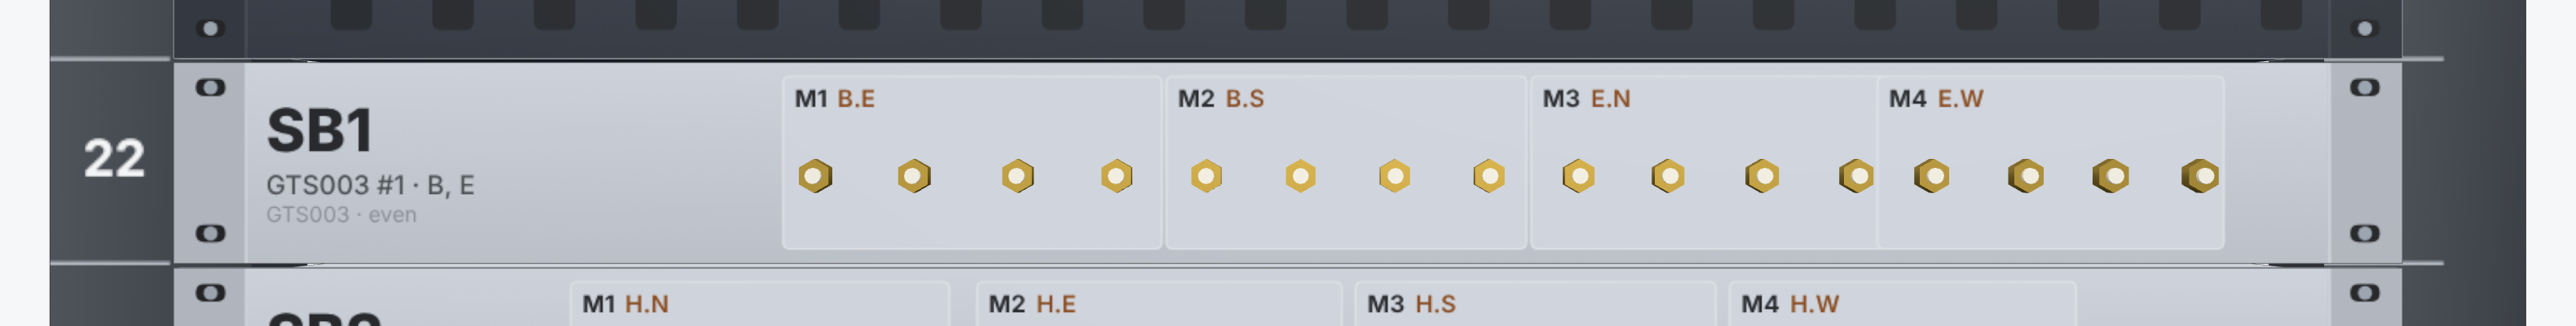 22
SB1
GTS003 #1 · B, E
GTS003 · even
M1 B.E
M2 B.S
M3 E.N
M4 E.W
M1 H.N
M2 H.E
M3 H.S
M4 H.W